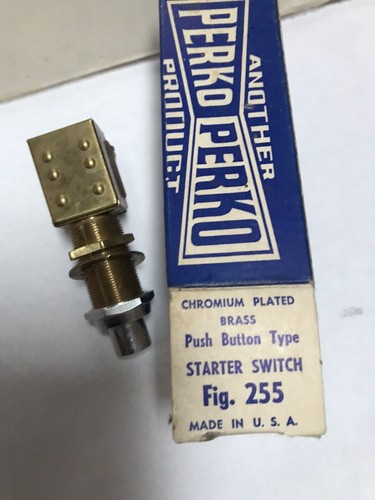 ANOTHER
PERKO PERKO
PRODUCT
CHROMIUM PLATED
BRASS
Push Button Type
STARTER SWITCH
Fig. 255
MADE IN U. S. A.